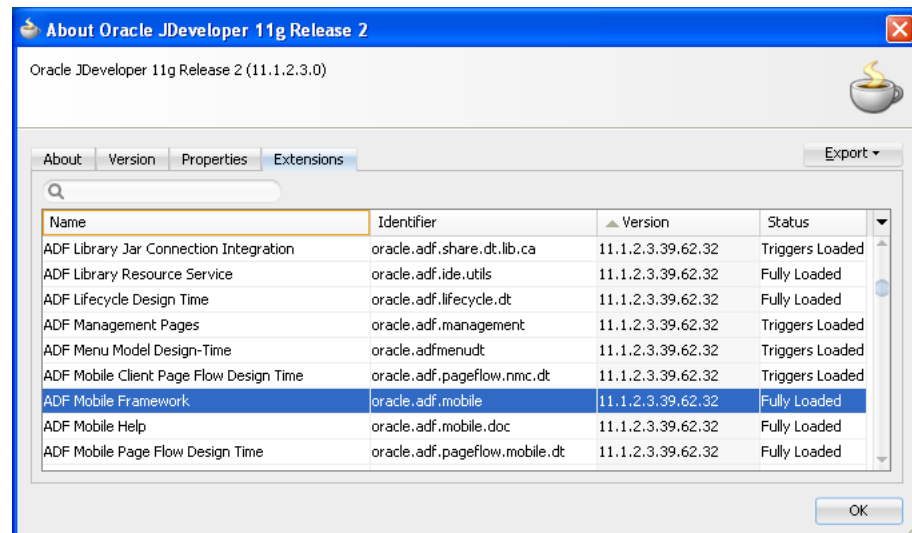 About Oracle JDeveloper 11g Release 2
Oracle JDeveloper 11g Release 2 (11.1.2.3.0)
About Version Properties Extensions Export
Name Identifier Version Status
ADF Library Jar Connection Integration oracle.adf.share.dt.lib.ca 11.1.2.3.39.62.32 Triggers Loaded
ADF Library Resource Service oracle.adf.ide.utils 11.1.2.3.39.62.32 Fully Loaded
ADF Lifecycle Design Time oracle.adf.lifecycle.dt 11.1.2.3.39.62.32 Fully Loaded
ADF Management Pages oracle.adf.management 11.1.2.3.39.62.32 Triggers Loaded
ADF Menu Model Design-Time oracle.adfmenudt 11.1.2.3.39.62.32 Triggers Loaded
ADF Mobile Client Page Flow Design Time oracle.adf.pageflow.nmc.dt 11.1.2.3.39.62.32 Triggers Loaded
ADF Mobile Framework oracle.adf.mobile 11.1.2.3.39.62.32 Fully Loaded
ADF Mobile Help oracle.adf.mobile.doc 11.1.2.3.39.62.32 Fully Loaded
ADF Mobile Page Flow Design Time oracle.adf.pageflow.mobile.dt 11.1.2.3.39.62.32 Fully Loaded
OK